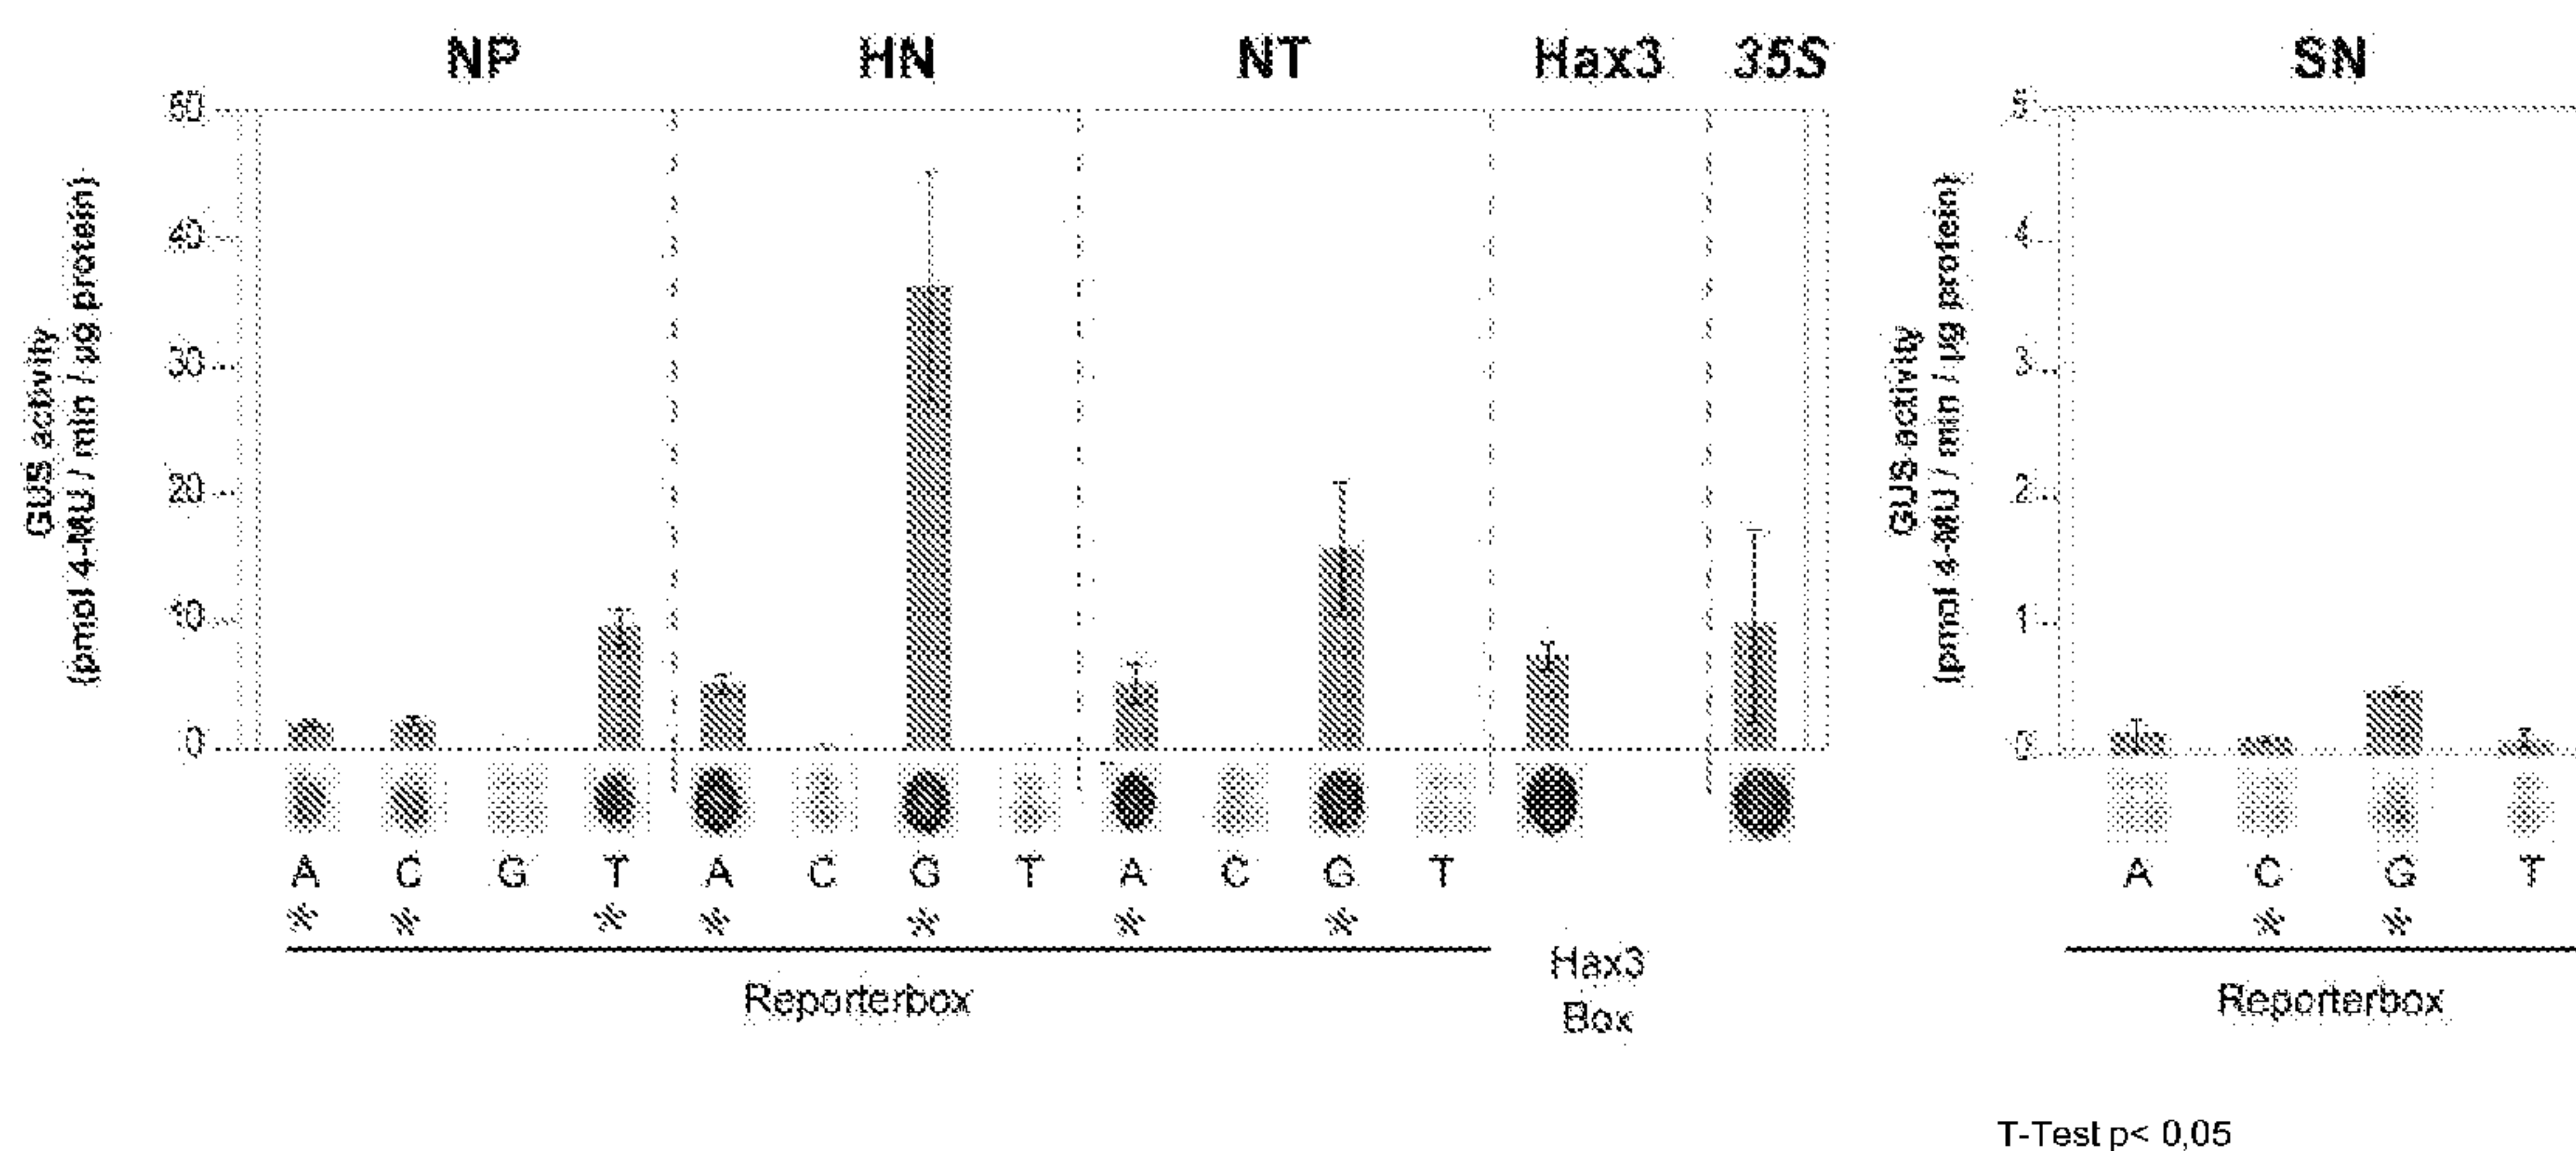 NP HN NT Hax3 35S SN
GUS activity
(pmol 4-MU / min / µg protein)
50
40
30
20
10
0
GUS activity
(pmol 4-MU / min / µg protein)
5
4
3
2
1
0
A C G T A C G T A C G T A C G T
* * * * * * * * *
Reporterbox
Hax3
Box
Reporterbox
T-Test p< 0,05